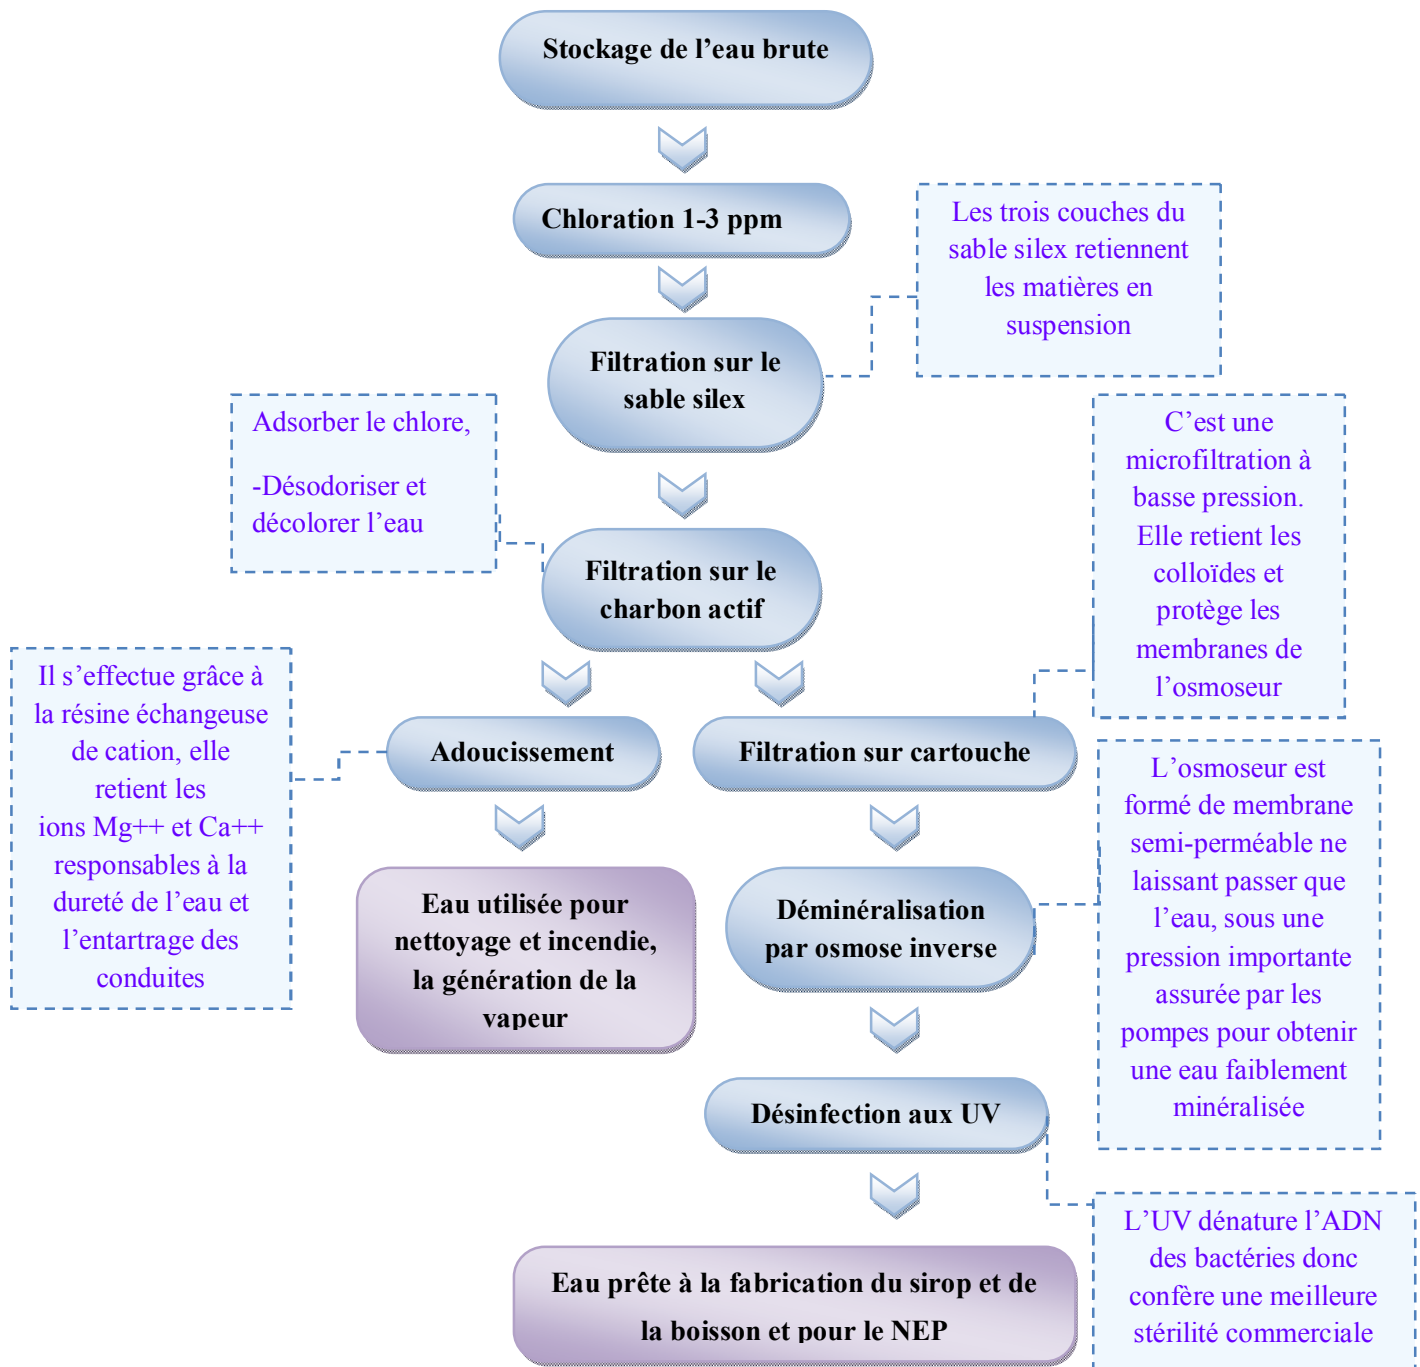 Stockage de l’eau brute
Chloration 1-3 ppm
Les trois couches du
sable silex retiennent
les matières en
suspension
Filtration sur le
sable silex
Adsorber le chlore,
-Désodoriser et
décolorer l’eau
C’est une
microfiltration à
basse pression.
Elle retient les
colloïdes et
protège les
membranes de
l’osmoseur
Filtration sur le
charbon actif
Il s’effectue grâce à
la résine échangeuse
de cation, elle
retient les
ions Mg++ et Ca++
responsables à la
dureté de l’eau et
l’entartrage des
conduites
Adoucissement
Filtration sur cartouche
L’osmoseur est
formé de membrane
semi-perméable ne
laissant passer que
l’eau, sous une
pression importante
assurée par les
pompes pour obtenir
une eau faiblement
minéralisée
Eau utilisée pour
nettoyage et incendie,
la génération de la
vapeur
Déminéralisation
par osmose inverse
Désinfection aux UV
L’UV dénature l’ADN
des bactéries donc
confère une meilleure
stérilité commerciale
Eau prête à la fabrication du sirop et de
la boisson et pour le NEP